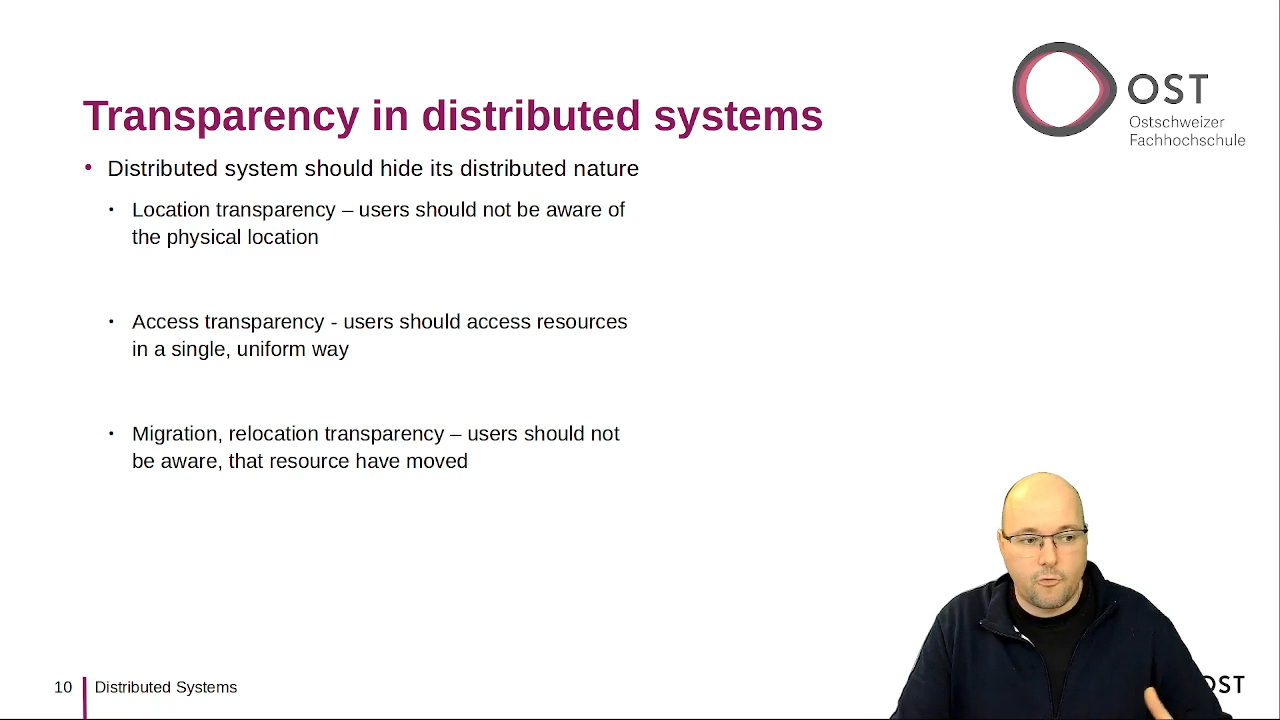 OST
Ostschweizer
Fachhochschule
Transparency in distributed systems
• Distributed system should hide its distributed nature
• Location transparency – users should not be aware of
the physical location
• Access transparency - users should access resources
in a single, uniform way
• Migration, relocation transparency – users should not
be aware, that resource have moved
10 Distributed Systems
OST